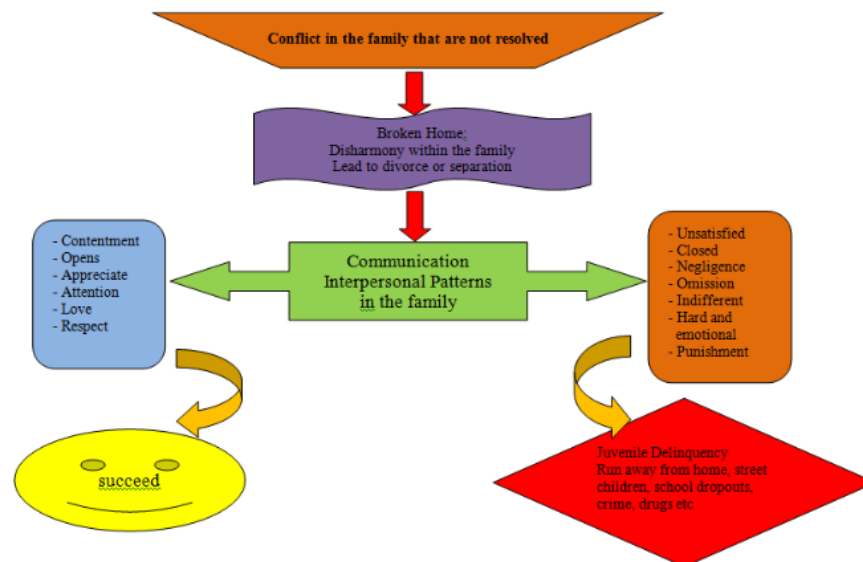 Conflict in the family that are not resolved
Broken Home;
Disharmony within the family
Lead to divorce or separation
- Contentment
- Opens
- Appreciate
- Attention
- Love
- Respect
Communication
Interpersonal Patterns
in the family
- Unsatisfied
- Closed
- Negligence
- Omission
- Indifferent
- Hard and
emotional
- Punishment
succeed
Juvenile Delinquency
Run away from home, street
children, school dropouts,
crime, drugs etc